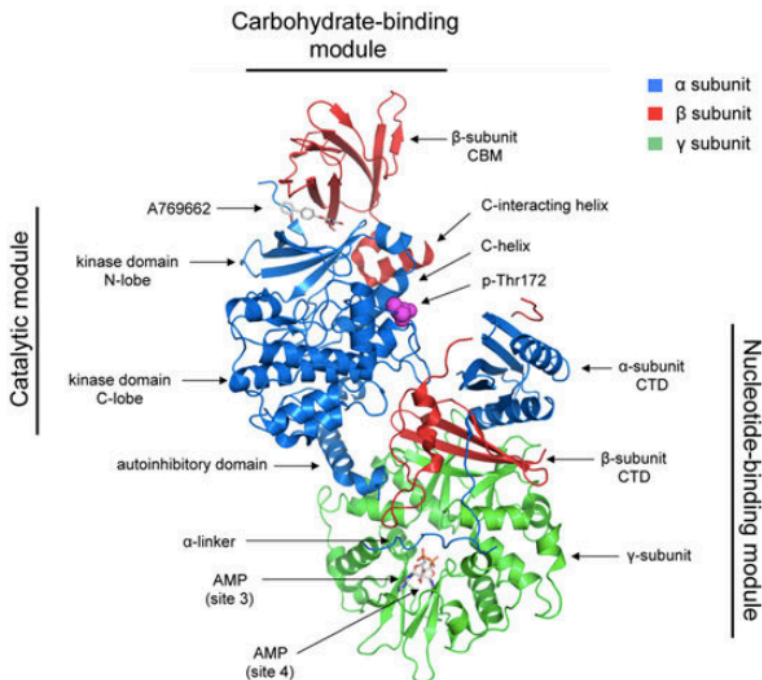 Carbohydrate-binding
module
α subunit
β subunit
γ subunit
β-subunit
CBM
A769662
C-interacting helix
C-helix
kinase domain
N-lobe
p-Thr172
Catalytic module
α-subunit
CTD
kinase domain
C-lobe
Nucleotide-binding module
autoinhibitory domain
β-subunit
CTD
α-linker
γ-subunit
AMP
(site 3)
AMP
(site 4)